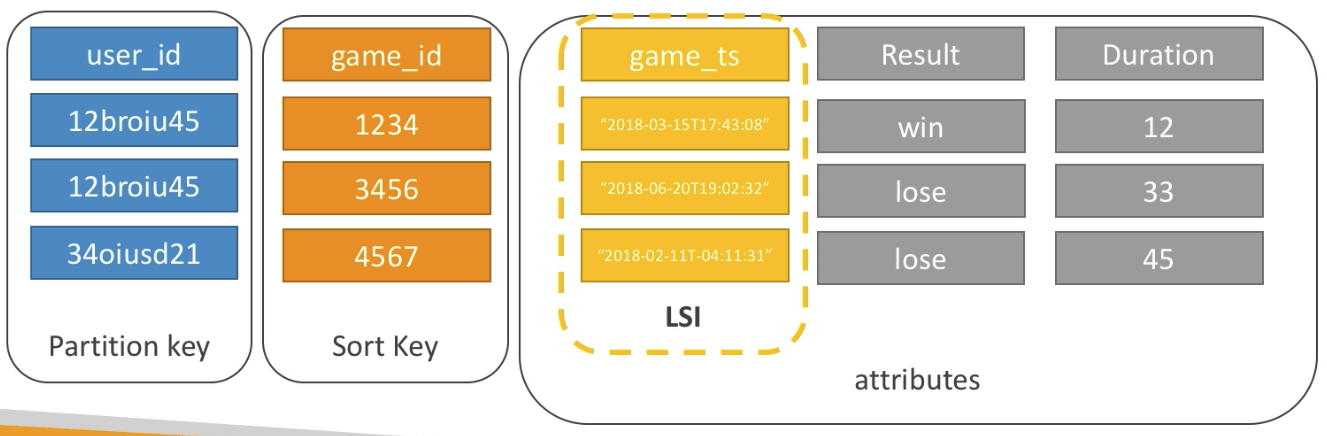 user_id game_id game_ts Result Duration
12broiu45 1234 "2018-03-15T17:43:08" win 12
12broiu45 3456 "2018-06-20T19:02:32" lose 33
34oiusd21 4567 "2018-02-11T-04:11:31" lose 45
LSI
Partition key Sort Key
attributes